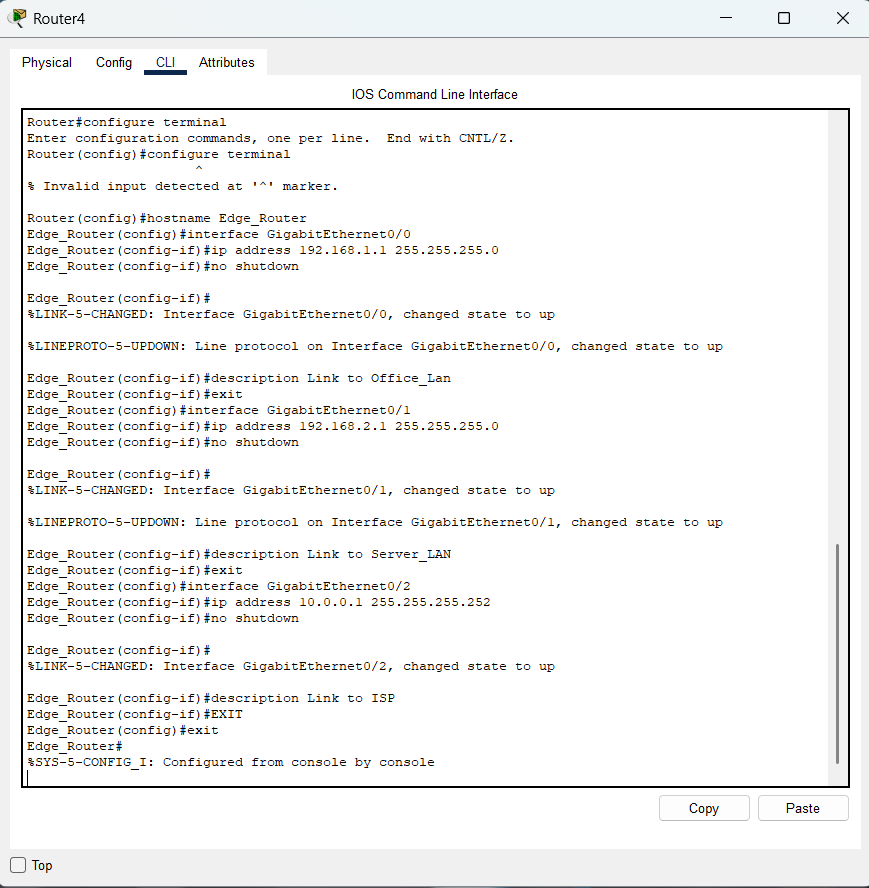 Router4
Physical Config CLI Attributes
IOS Command Line Interface
Router#configure terminal
Enter configuration commands, one per line.  End with CNTL/Z.
Router(config)#configure terminal
^
% Invalid input detected at '^' marker.
Router(config)#hostname Edge_Router
Edge_Router(config)#interface GigabitEthernet0/0
Edge_Router(config-if)#ip address 192.168.1.1 255.255.255.0
Edge_Router(config-if)#no shutdown
Edge_Router(config-if)#
%LINK-5-CHANGED: Interface GigabitEthernet0/0, changed state to up
%LINEPROTO-5-UPDOWN: Line protocol on Interface GigabitEthernet0/0, changed state to up
Edge_Router(config-if)#description Link to Office_Lan
Edge_Router(config-if)#exit
Edge_Router(config)#interface GigabitEthernet0/1
Edge_Router(config-if)#ip address 192.168.2.1 255.255.255.0
Edge_Router(config-if)#no shutdown
Edge_Router(config-if)#
%LINK-5-CHANGED: Interface GigabitEthernet0/1, changed state to up
%LINEPROTO-5-UPDOWN: Line protocol on Interface GigabitEthernet0/1, changed state to up
Edge_Router(config-if)#description Link to Server_LAN
Edge_Router(config-if)#exit
Edge_Router(config)#interface GigabitEthernet0/2
Edge_Router(config-if)#ip address 10.0.0.1 255.255.255.252
Edge_Router(config-if)#no shutdown
Edge_Router(config-if)#
%LINK-5-CHANGED: Interface GigabitEthernet0/2, changed state to up
Edge_Router(config-if)#description Link to ISP
Edge_Router(config-if)#EXIT
Edge_Router(config)#exit
Edge_Router#
%SYS-5-CONFIG_I: Configured from console by console
Copy Paste
Top